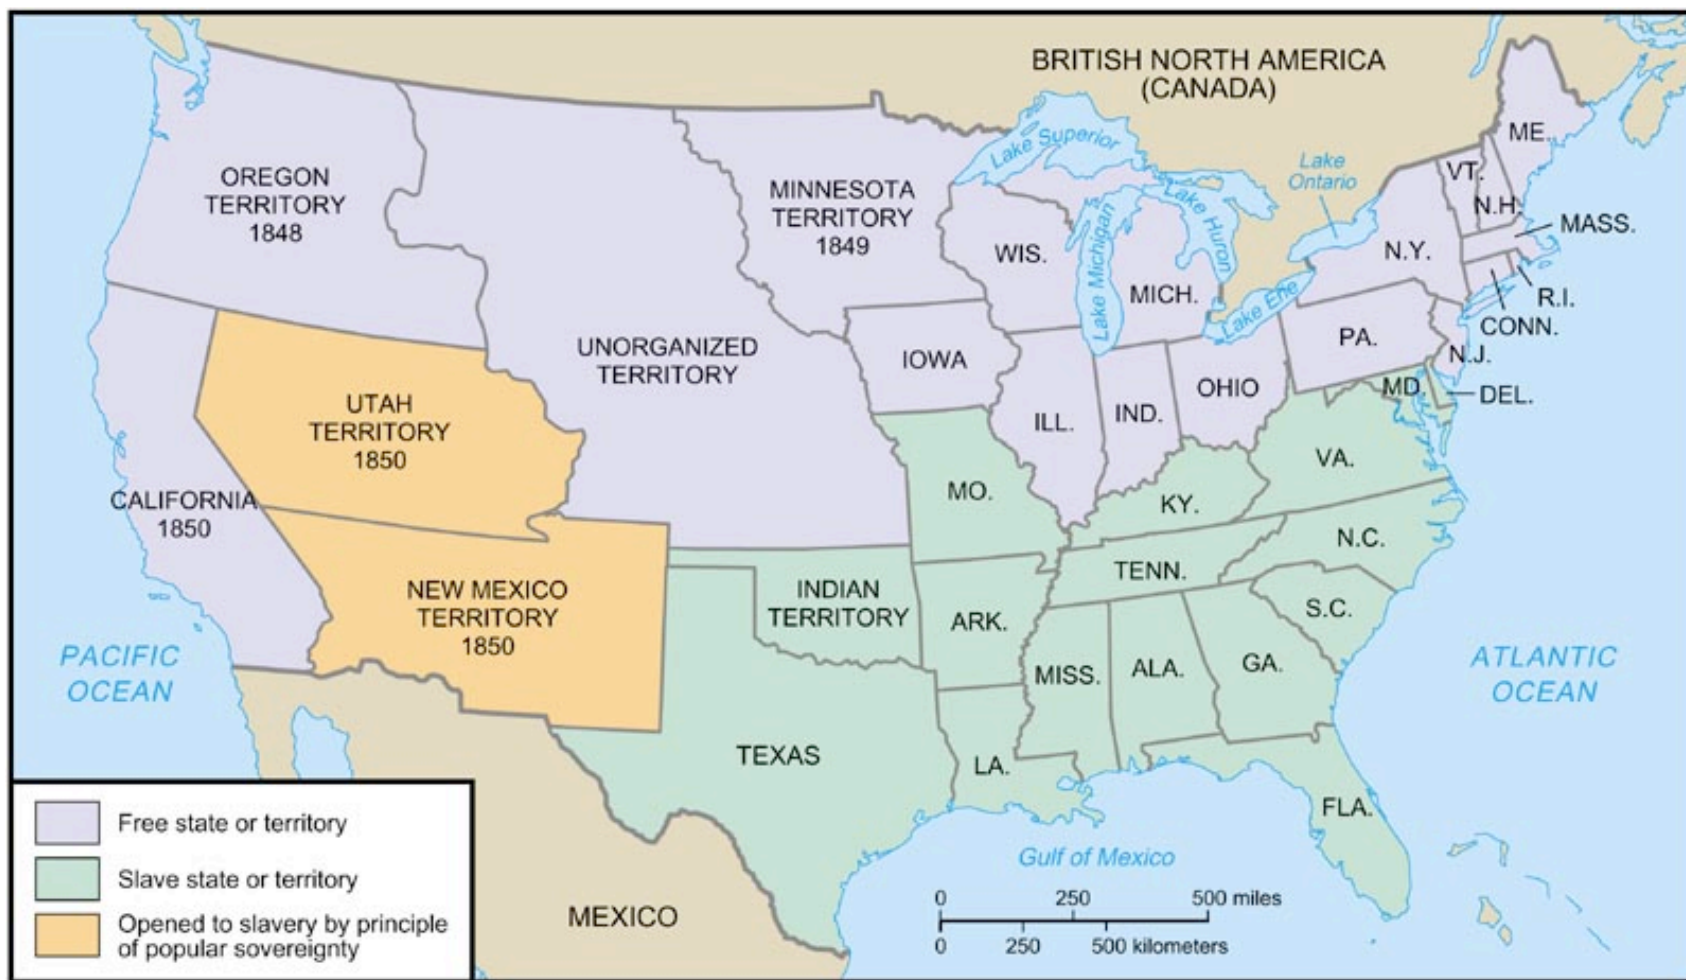 BRITISH NORTH AMERICA
(CANADA)
OREGON
TERRITORY
1848
MINNESOTA
TERRITORY
1849
Lake Superior
Lake Michigan
Lake Huron
Lake
Ontario
Lake Erie
ME.
VT.
N.H.
MASS.
N.Y.
R.I.
CONN.
WIS.
MICH.
PA.
N.J.
UNORGANIZED
TERRITORY
IOWA
ILL.
IND.
OHIO
MD.
DEL.
UTAH
TERRITORY
1850
CALIFORNIA
1850
MO.
KY.
VA.
N.C.
TENN.
S.C.
NEW MEXICO
TERRITORY
1850
INDIAN
TERRITORY
ARK.
MISS.
ALA.
GA.
PACIFIC
OCEAN
ATLANTIC
OCEAN
TEXAS
LA.
FLA.
Gulf of Mexico
MEXICO
Free state or territory
Slave state or territory
Opened to slavery by principle
of popular sovereignty
0 250 500 miles
0 250 500 kilometers